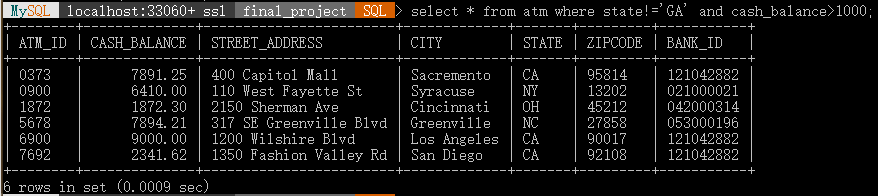 MySQL localhost:33060+ ssl final_project SQL > select * from atm where state!='GA' and cash_balance>1000;
+--------+--------------+------------------------+-------------+-------+---------+-----------+
| ATM_ID | CASH_BALANCE | STREET_ADDRESS | CITY | STATE | ZIPCODE | BANK_ID |
+--------+--------------+------------------------+-------------+-------+---------+-----------+
| 0373 | 7891.25 | 400 Capitol Mall | Sacremento | CA | 95814 | 121042882 |
| 0900 | 6410.00 | 110 West Fayette St | Syracuse | NY | 13202 | 021000021 |
| 1872 | 1872.30 | 2150 Sherman Ave | Cincinnati | OH | 45212 | 042000314 |
| 5678 | 7894.21 | 317 SE Greenville Blvd | Greenville | NC | 27858 | 053000196 |
| 6900 | 9000.00 | 1200 Wilshire Blvd | Los Angeles | CA | 90017 | 121042882 |
| 7692 | 2341.62 | 1350 Fashion Valley Rd | San Diego | CA | 92108 | 121042882 |
+--------+--------------+------------------------+-------------+-------+---------+-----------+
6 rows in set (0.0009 sec)